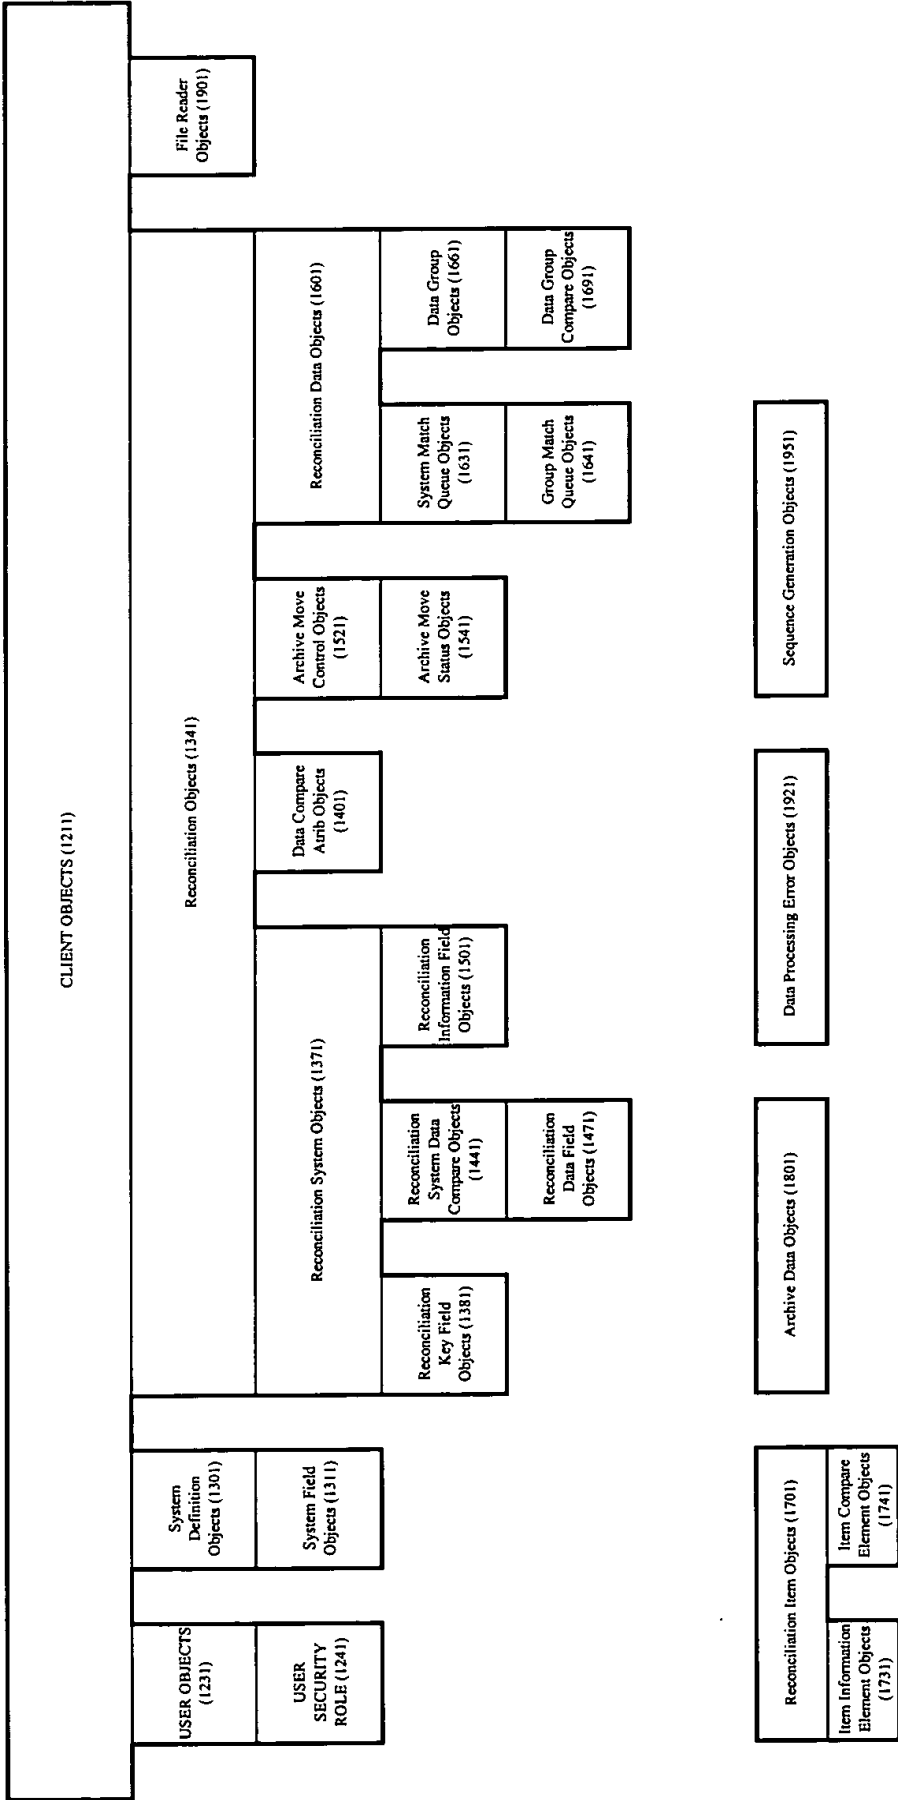 CLIENT OBJECTS (1211)
USER OBJECTS
(1231)
USER
SECURITY
ROLE (1241)
System
Definition
Objects (1301)
System Field
Objects (1311)
Reconciliation Objects (1341)
Reconciliation System Objects (1371)
Reconciliation
Key Field
Objects (1381)
Reconciliation
System Data
Compare Objects
(1441)
Reconciliation
Data Field
Objects (1471)
Reconciliation
Information Field
Objects (1501)
Data Compare
Atrib Objects
(1401)
Archive Move
Control Objects
(1521)
Archive Move
Status Objects
(1541)
Reconciliation Data Objects (1601)
System Match
Queue Objects
(1631)
Group Match
Queue Objects
(1641)
Data Group
Objects (1661)
Data Group
Compare Objects
(1691)
File Reader
Objects (1901)
Reconciliation Item Objects (1701)
Item Information
Element Objects
(1731)
Item Compare
Element Objects
(1741)
Archive Data Objects (1801)
Data Processing Error Objects (1921)
Sequence Generation Objects (1951)